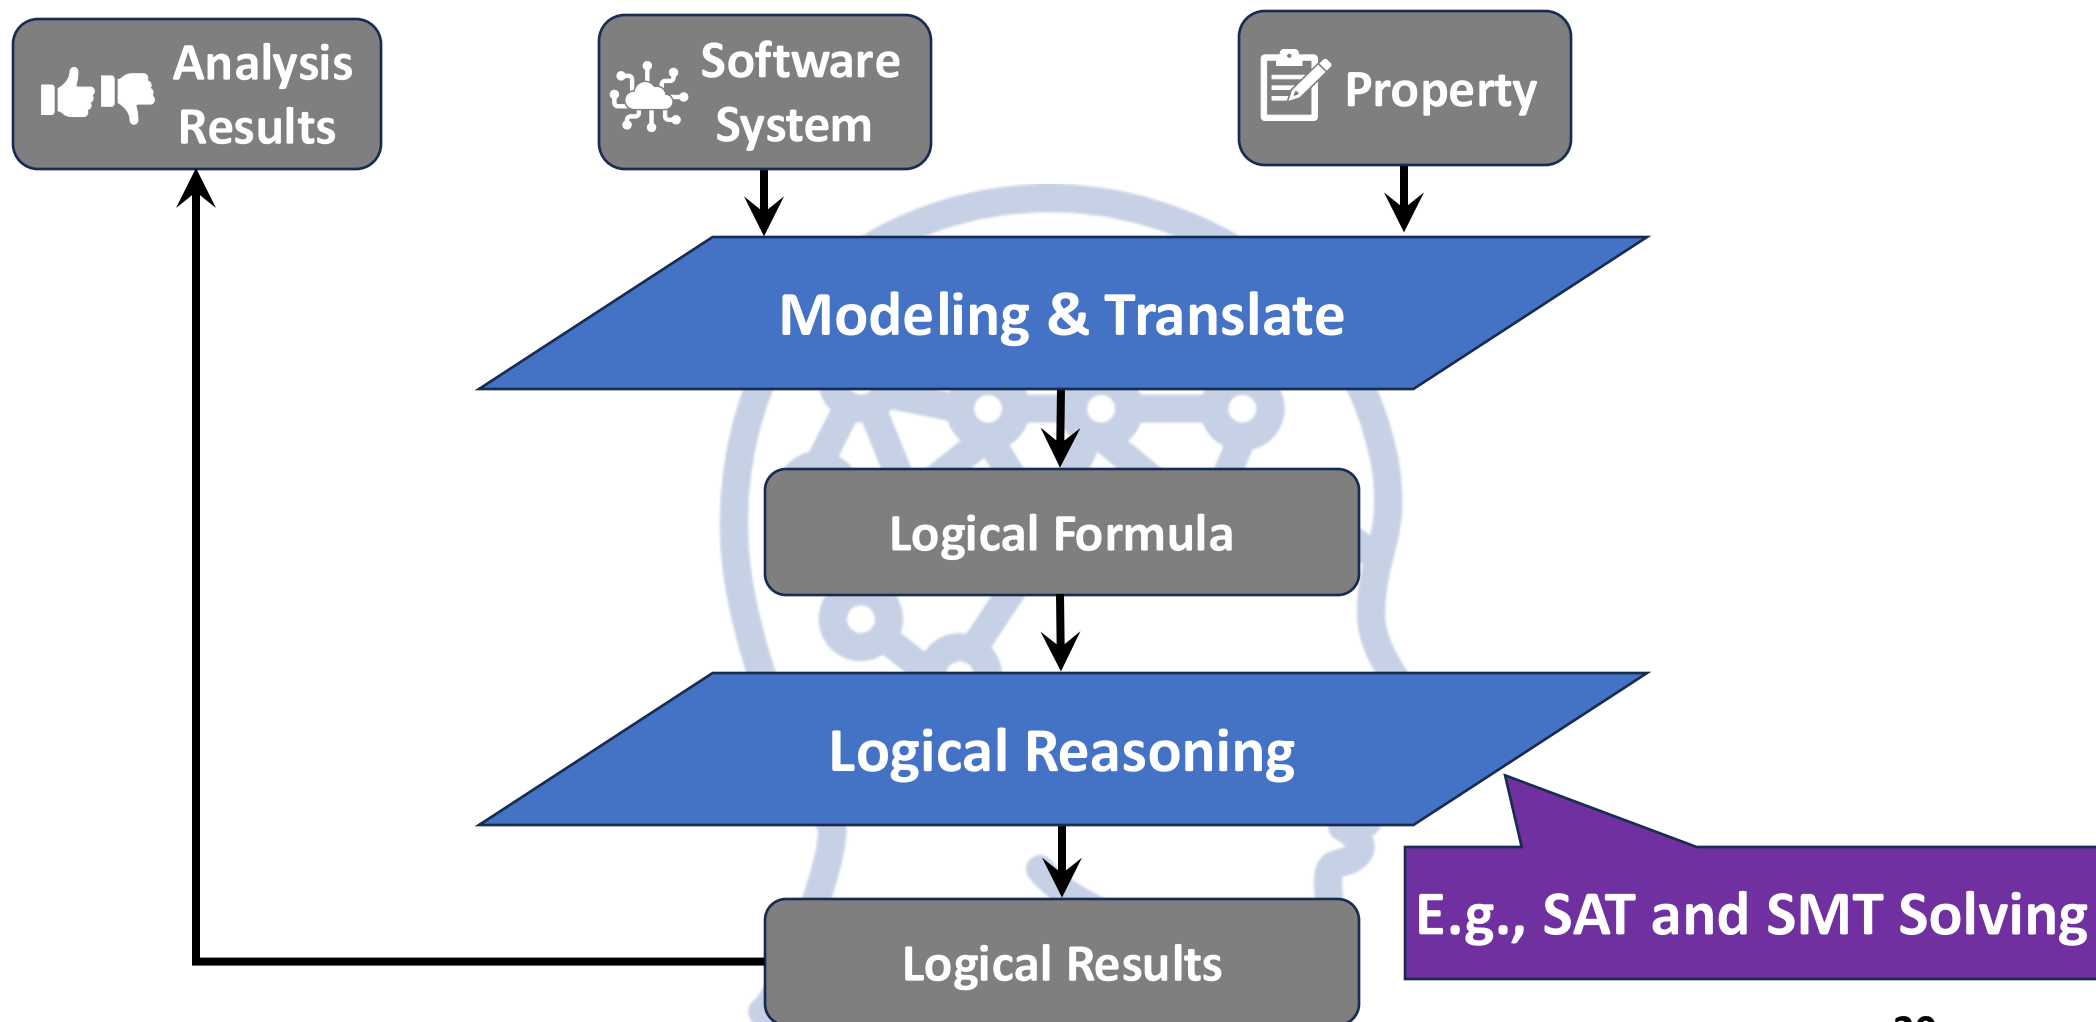 Analysis
Results
Software
System
Property
Modeling & Translate
Logical Formula
Logical Reasoning
E.g., SAT and SMT Solving
Logical Results